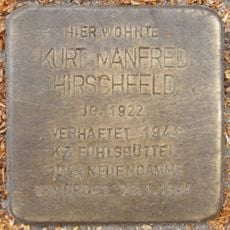 HIER WOHNTE
KURT MANFRED
HIRSCHFELD
JG. 1922
VERHAFTET
KZ FUHLSBÜTTEL
NEUENGAMME
ERMORDET